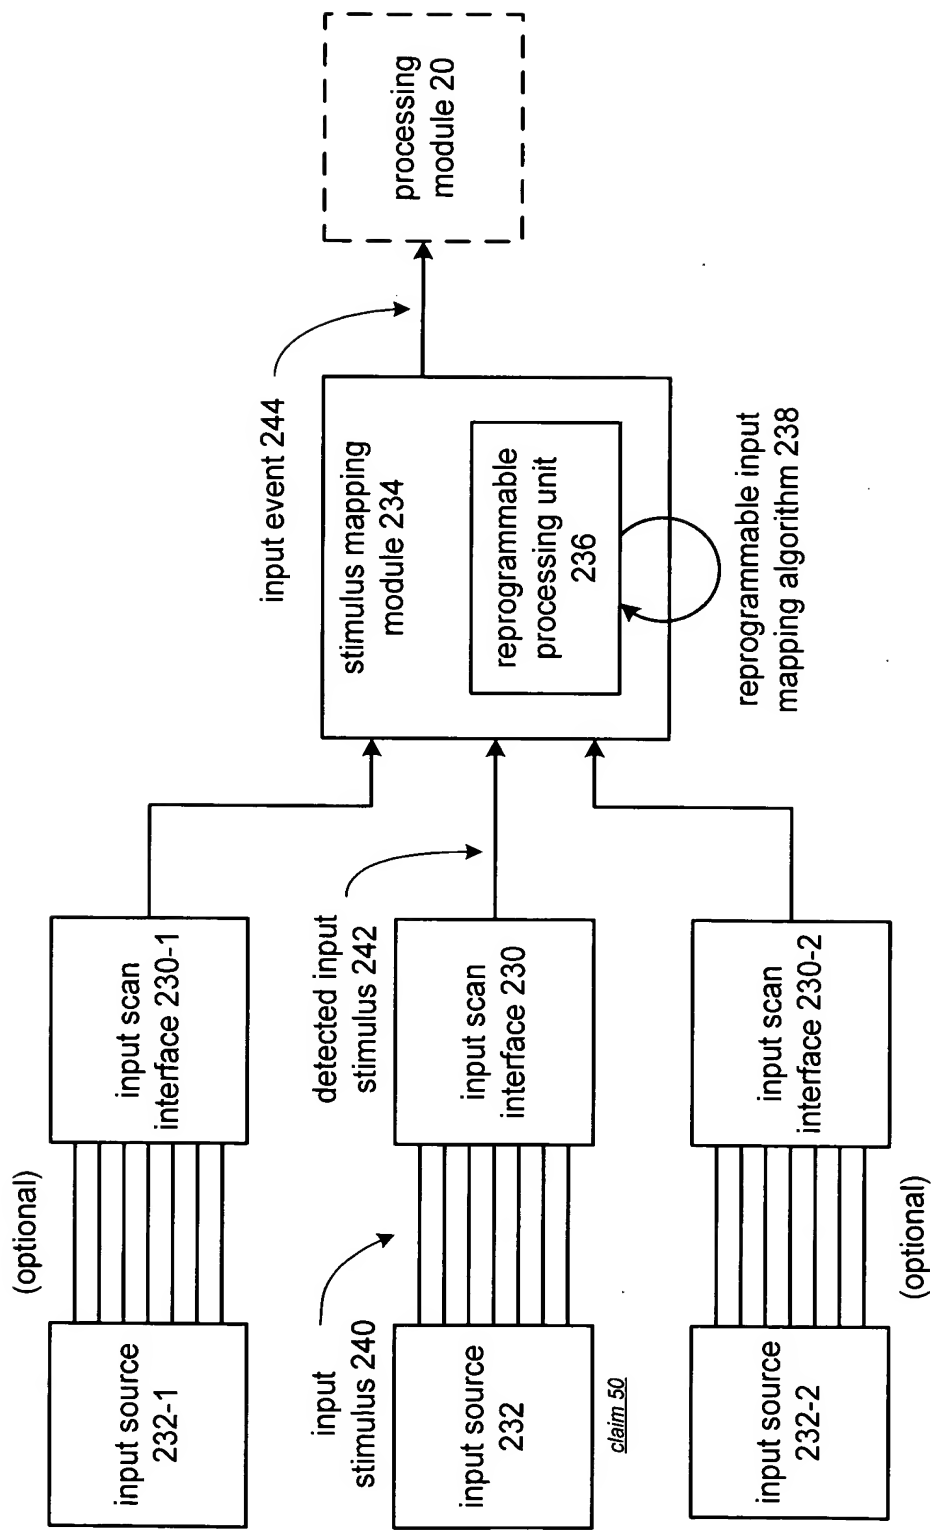 (optional)
input source
232-1
input scan
interface 230-1
input
stimulus 240
detected input
stimulus 242
input event 244
input source
232
input scan
interface 230
stimulus mapping
module 234
reprogrammable
processing unit
236
processing
module 20
claim 50
reprogrammable input
mapping algorithm 238
input source
232-2
input scan
interface 230-2
(optional)